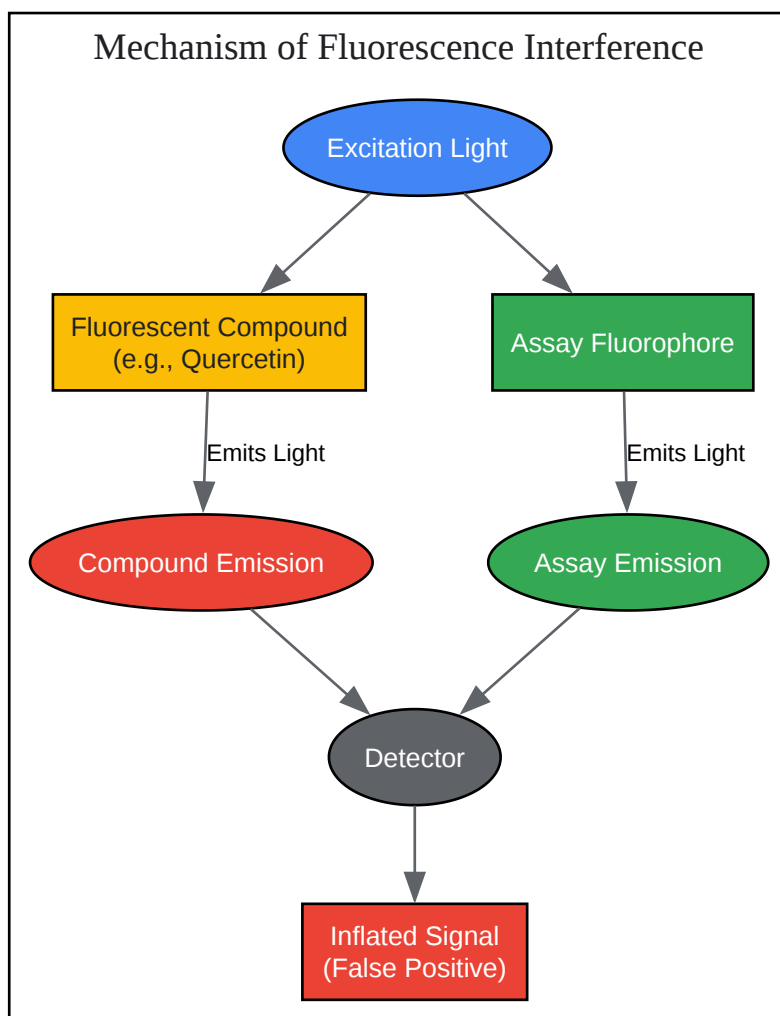 Mechanism of Fluorescence Interference
Excitation Light
Fluorescent Compound
(e.g., Quercetin)
Assay Fluorophore
Emits Light
Emits Light
Compound Emission
Assay Emission
Detector
Inflated Signal
(False Positive)